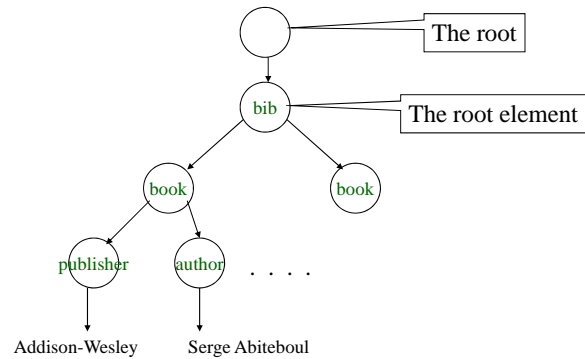 The root
bib
The root element
book
book
publisher
author
. . . .
Addison-Wesley
Serge Abiteboul